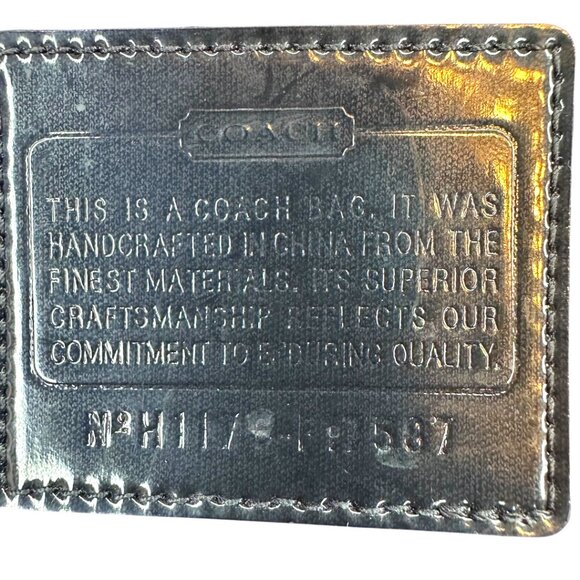 COACH
THIS IS A COACH BAG. IT WAS
HANDCRAFTED IN CHINA FROM THE
FINEST MATERIALS. ITS SUPERIOR
CRAFTSMANSHIP REFLECTS OUR
COMMITMENT TO ENDURING QUALITY.